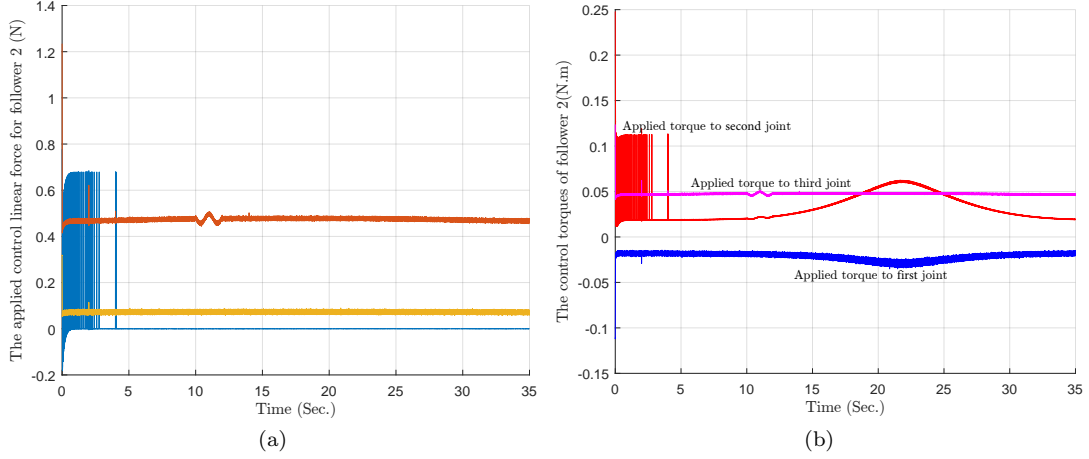 The applied control linear force for follower 2 (N)
1.4
1.2
1
0.8
0.6
0.4
0.2
0
-0.2
0 5 10 15 20 25 30 35
Time (Sec.)
(a)
The control torques of follower 2(N.m)
0.25
0.2
0.15
0.1
0.05
0
-0.05
-0.1
-0.15
Applied torque to second joint
Applied torque to third joint
Applied torque to first joint
0 5 10 15 20 25 30 35
Time (Sec.)
(b)